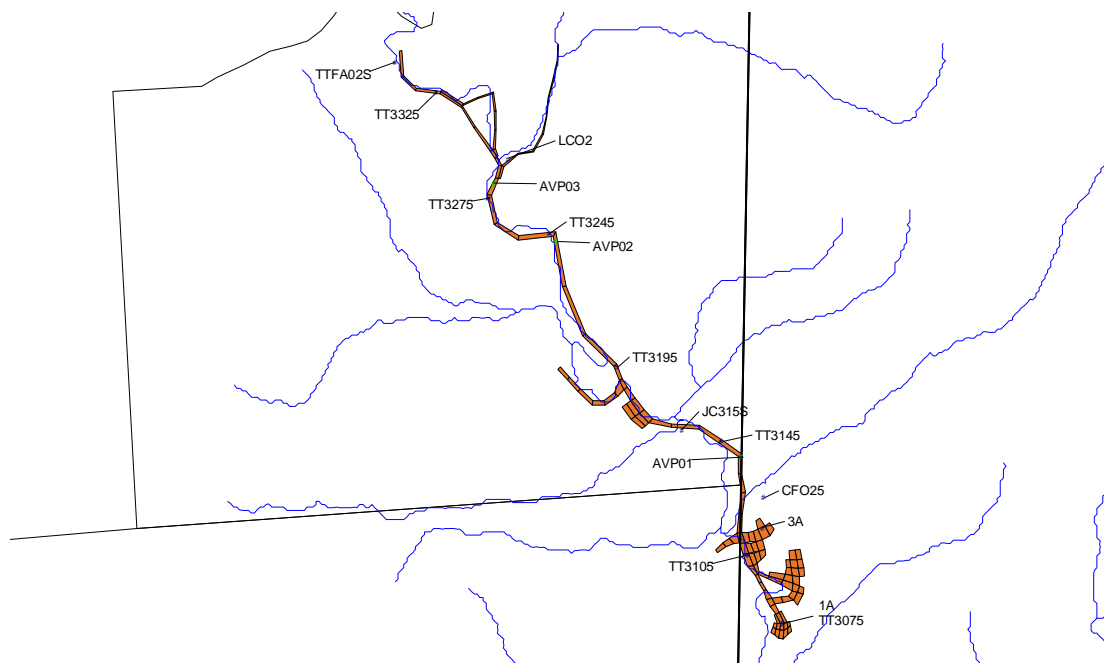 TTFA02S
TT3325
LCO2
AVP03
TT3275
TT3245
AVP02
TT3195
JC315S
TT3145
AVP01
CFO25
3A
TT3105
1A
TT3075